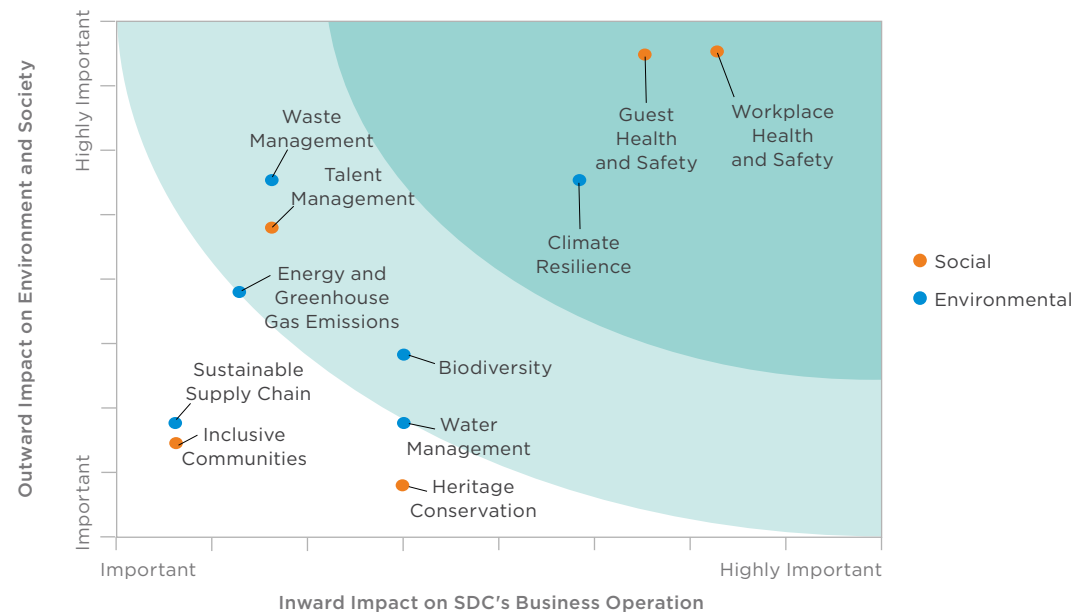 Outward Impact on Environment and Society
Highly Important
Important
Waste
Management
Talent
Management
Energy and
Greenhouse
Gas Emissions
Sustainable
Supply Chain
Inclusive
Communities
Guest
Health
and Safety
Workplace
Health
and Safety
Climate
Resilience
Biodiversity
Water
Management
Heritage
Conservation
Social
Environmental
Important
Highly Important
Inward Impact on SDC's Business Operation